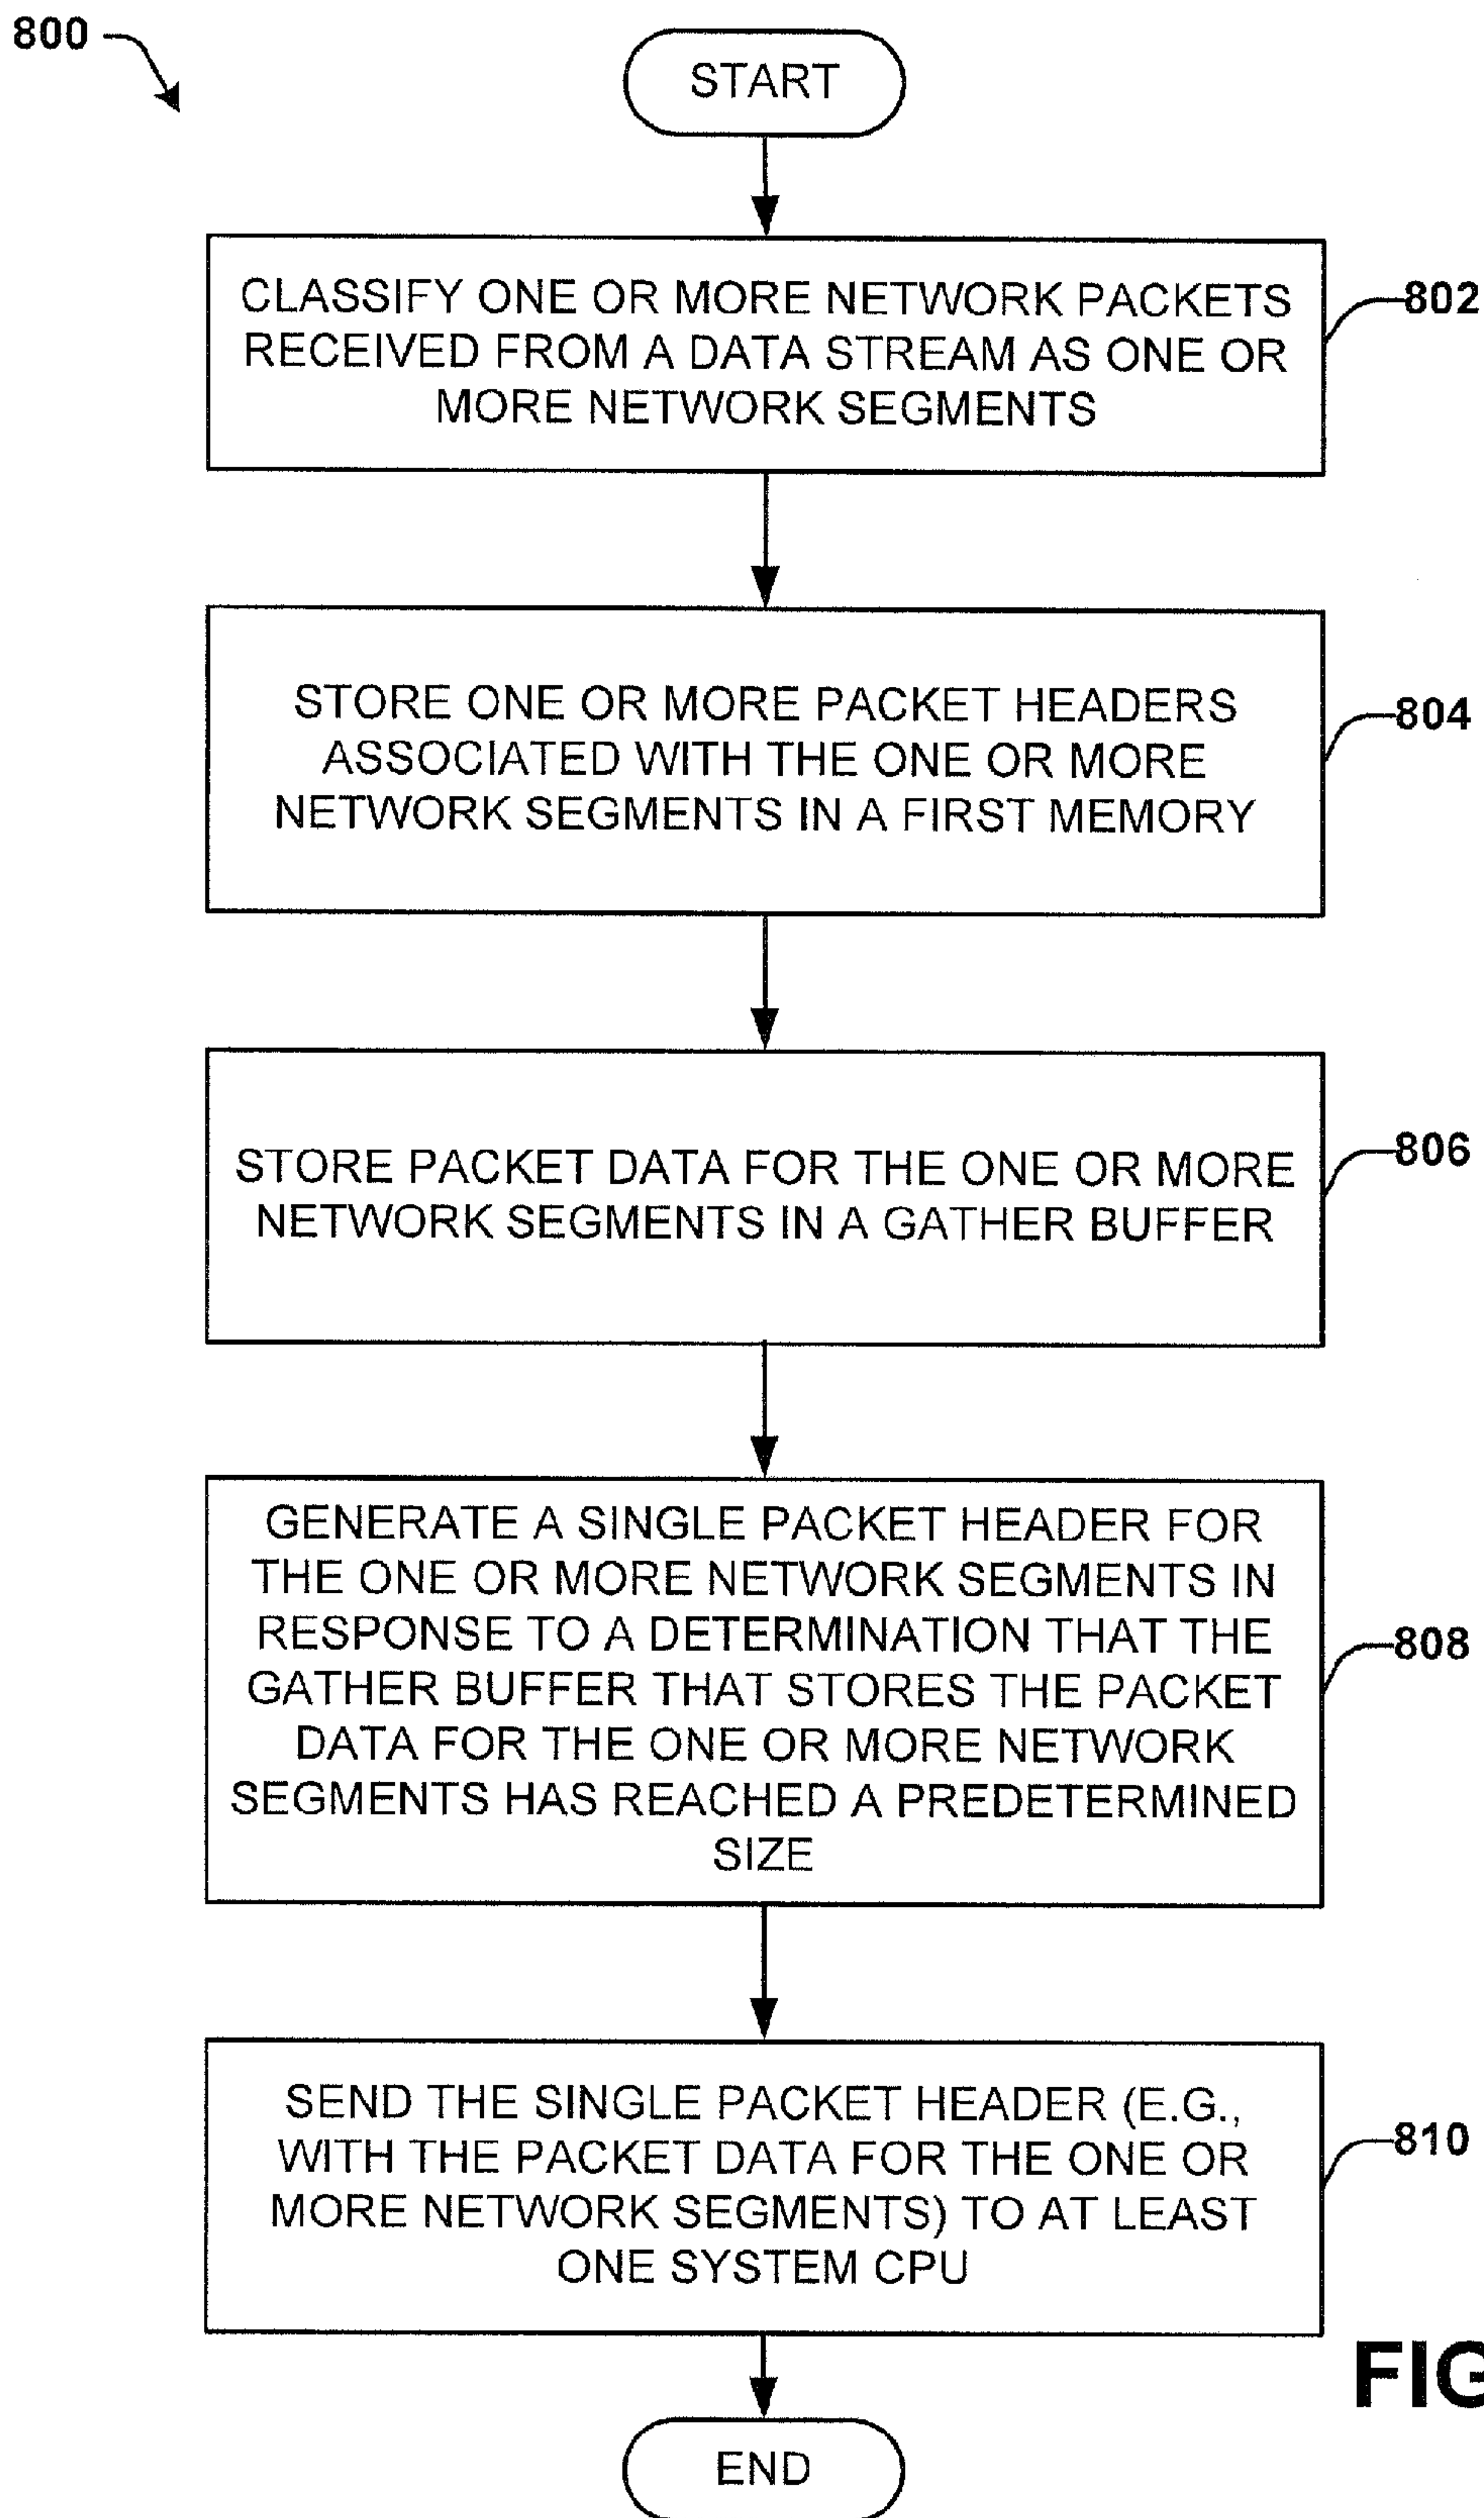 800
START
CLASSIFY ONE OR MORE NETWORK PACKETS
RECEIVED FROM A DATA STREAM AS ONE OR
MORE NETWORK SEGMENTS
802
STORE ONE OR MORE PACKET HEADERS
ASSOCIATED WITH THE ONE OR MORE
NETWORK SEGMENTS IN A FIRST MEMORY
804
STORE PACKET DATA FOR THE ONE OR MORE
NETWORK SEGMENTS IN A GATHER BUFFER
806
GENERATE A SINGLE PACKET HEADER FOR
THE ONE OR MORE NETWORK SEGMENTS IN
RESPONSE TO A DETERMINATION THAT THE
GATHER BUFFER THAT STORES THE PACKET
DATA FOR THE ONE OR MORE NETWORK
SEGMENTS HAS REACHED A PREDETERMINED
SIZE
808
SEND THE SINGLE PACKET HEADER (E.G.,
WITH THE PACKET DATA FOR THE ONE OR
MORE NETWORK SEGMENTS) TO AT LEAST
ONE SYSTEM CPU
810
FIG
END